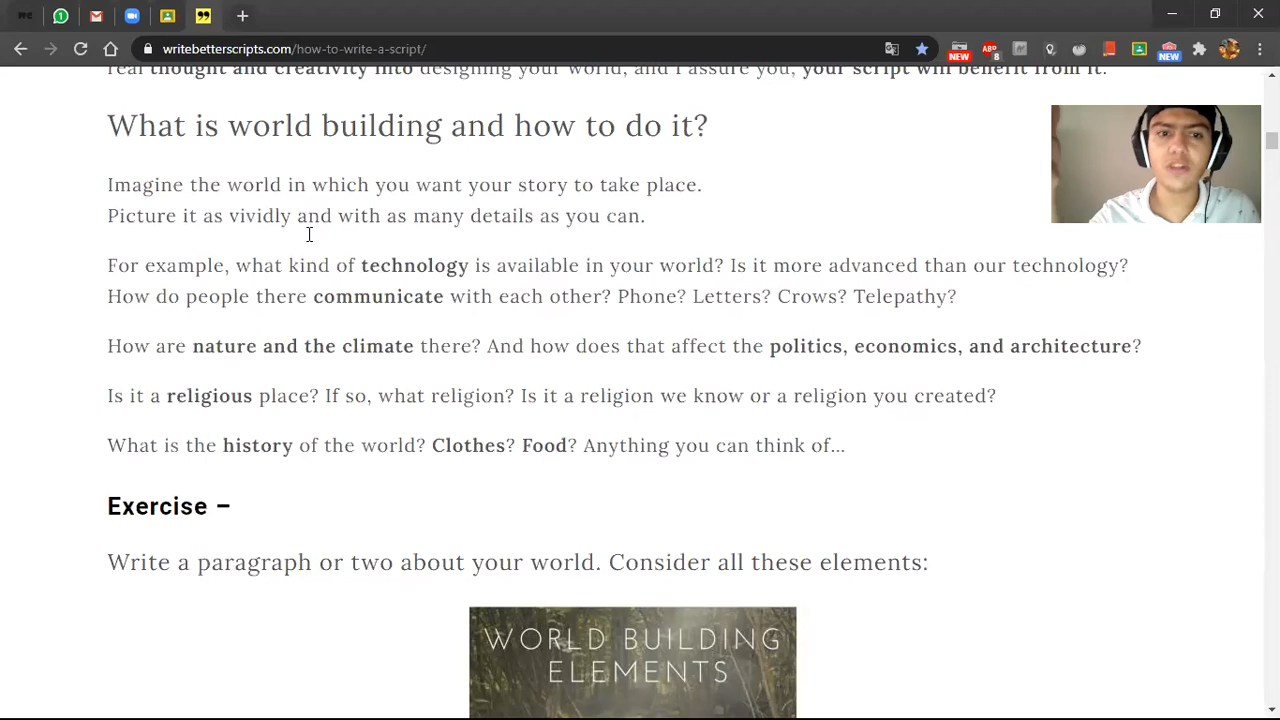 writebetterscripts.com/how-to-write-a-script/
8
NEW
NEW
real thought and creativity into designing your world, and I assure you, your script will benefit from it.
What is world building and how to do it?
Imagine the world in which you want your story to take place.
Picture it as vividly and with as many details as you can.
For example, what kind of technology is available in your world? Is it more advanced than our technology?
How do people there communicate with each other? Phone? Letters? Crows? Telepathy?
How are nature and the climate there? And how does that affect the politics, economics, and architecture?
Is it a religious place? If so, what religion? Is it a religion we know or a religion you created?
What is the history of the world? Clothes? Food? Anything you can think of...
Exercise –
Write a paragraph or two about your world. Consider all these elements:
WORLD BUILDING
ELEMENTS